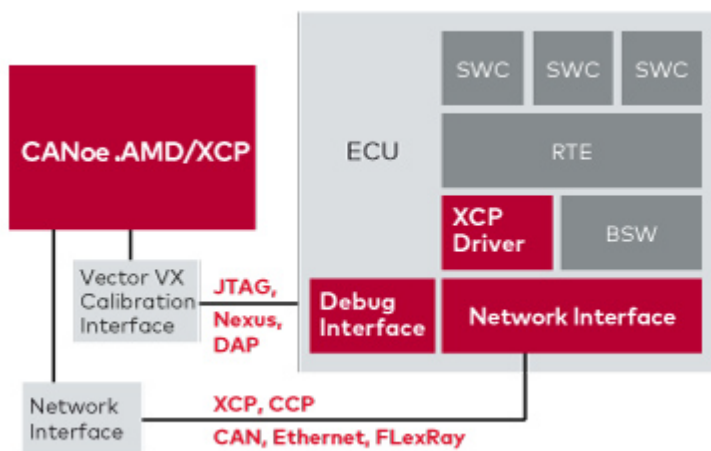 CANoe .AMD/XCP
Vector VX
Calibration
Interface
Network
Interface
JTAG,
Nexus,
DAP
XCP, CCP
CAN, Ethernet, FLexRay
ECU
SWC
SWC
SWC
RTE
XCP
Driver
BSW
Debug
Interface
Network Interface